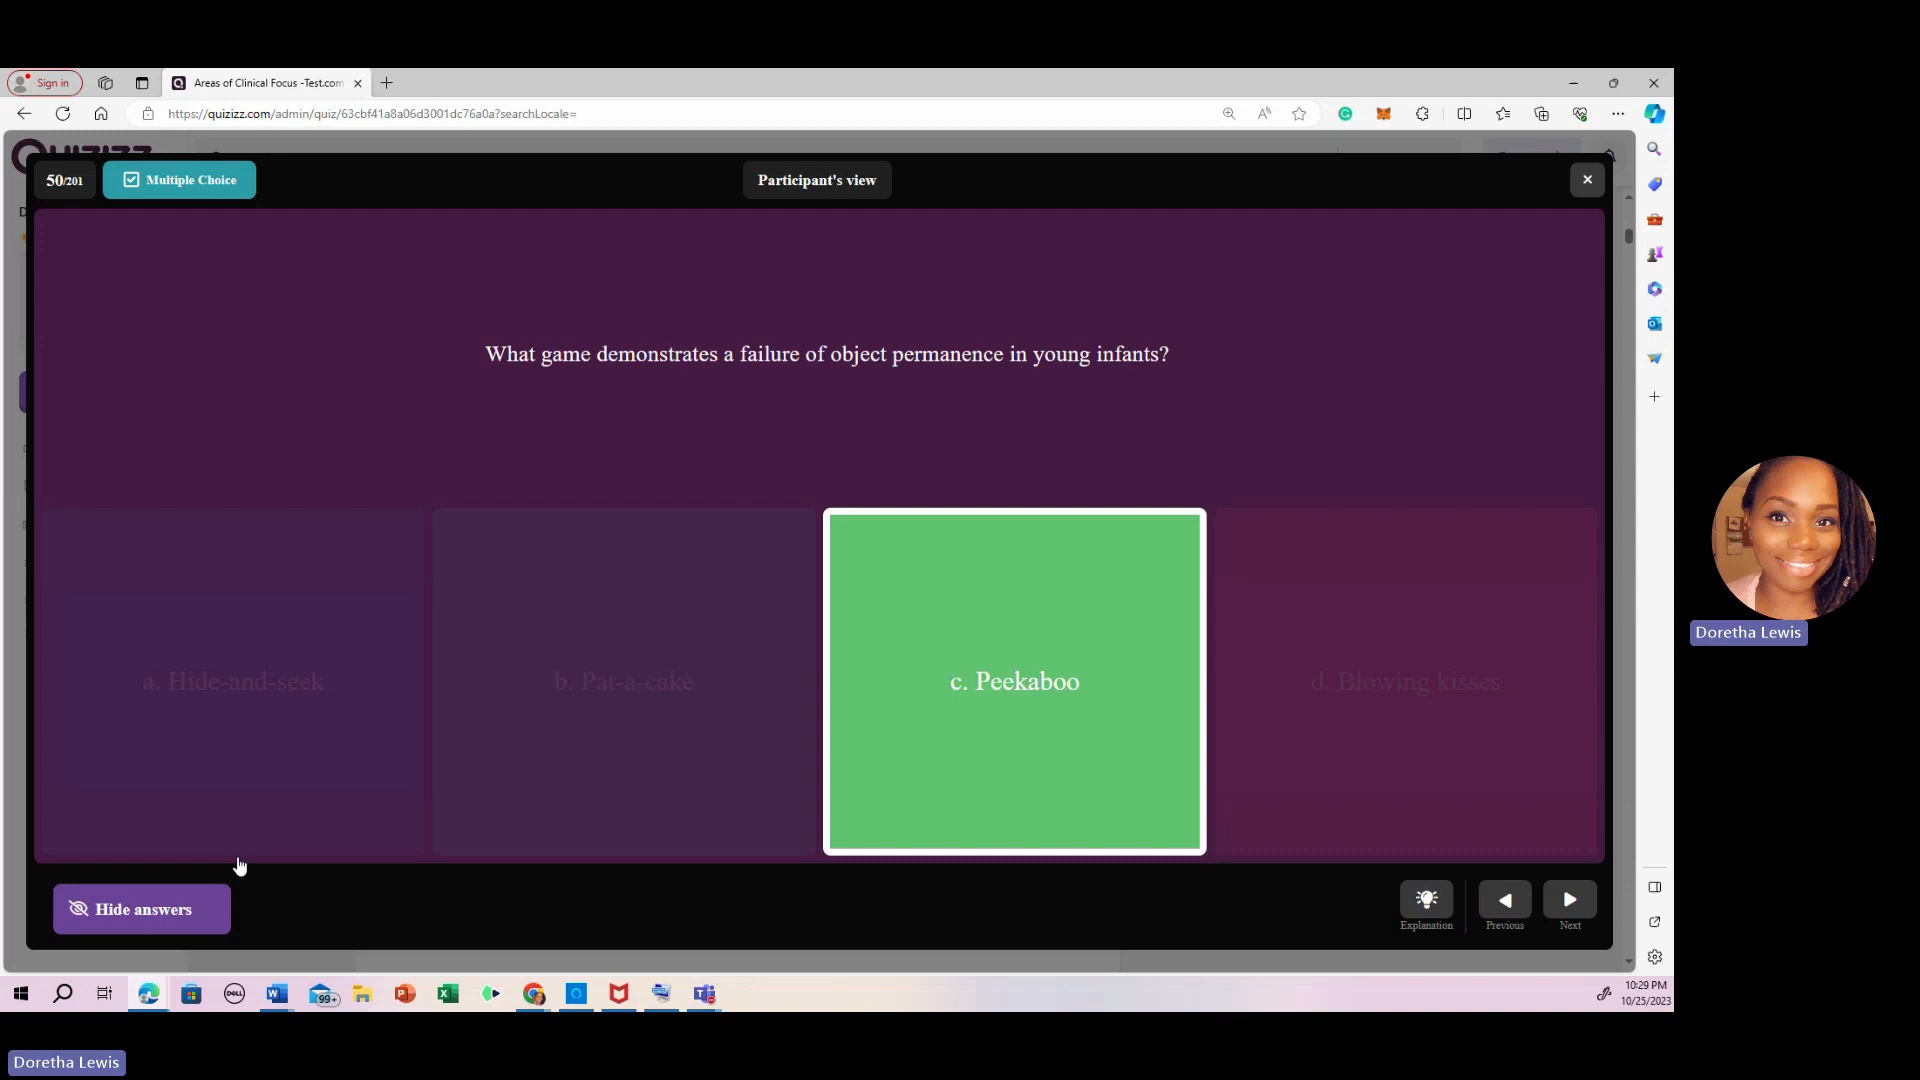 Sign in
Areas of Clinical Focus -Test.com
https://quizizz.com/admin/quiz/63cbf41a8a06d3001dc76a0a?searchLocale=
50/201
Multiple Choice
Participant's view
What game demonstrates a failure of object permanence in young infants?
a. Hide-and-seek
b. Pat-a-cake
c. Peekaboo
d. Blowing kisses
Doretha Lewis
Hide answers
Explanation
Previous
Next
DELL
99+
10:29 PM
10/25/2023
Doretha Lewis